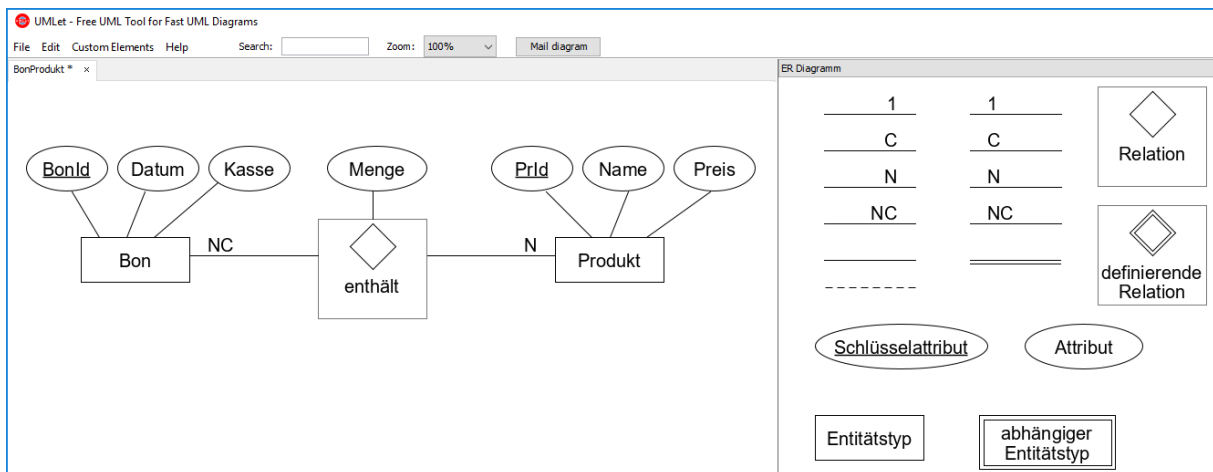 UMLet - Free UML Tool for Fast UML Diagrams
File Edit Custom Elements Help Search: Zoom: 100% Mail diagram
BonProdukt * ×
ER Diagramm
BonId Datum Kasse Menge PrId Name Preis
NC N
Bon enthält Produkt
1 1
C C
N N
NC NC
Relation
definierende
Relation
Schlüsselattribut Attribut
Entitätstyp
abhängiger
Entitätstyp